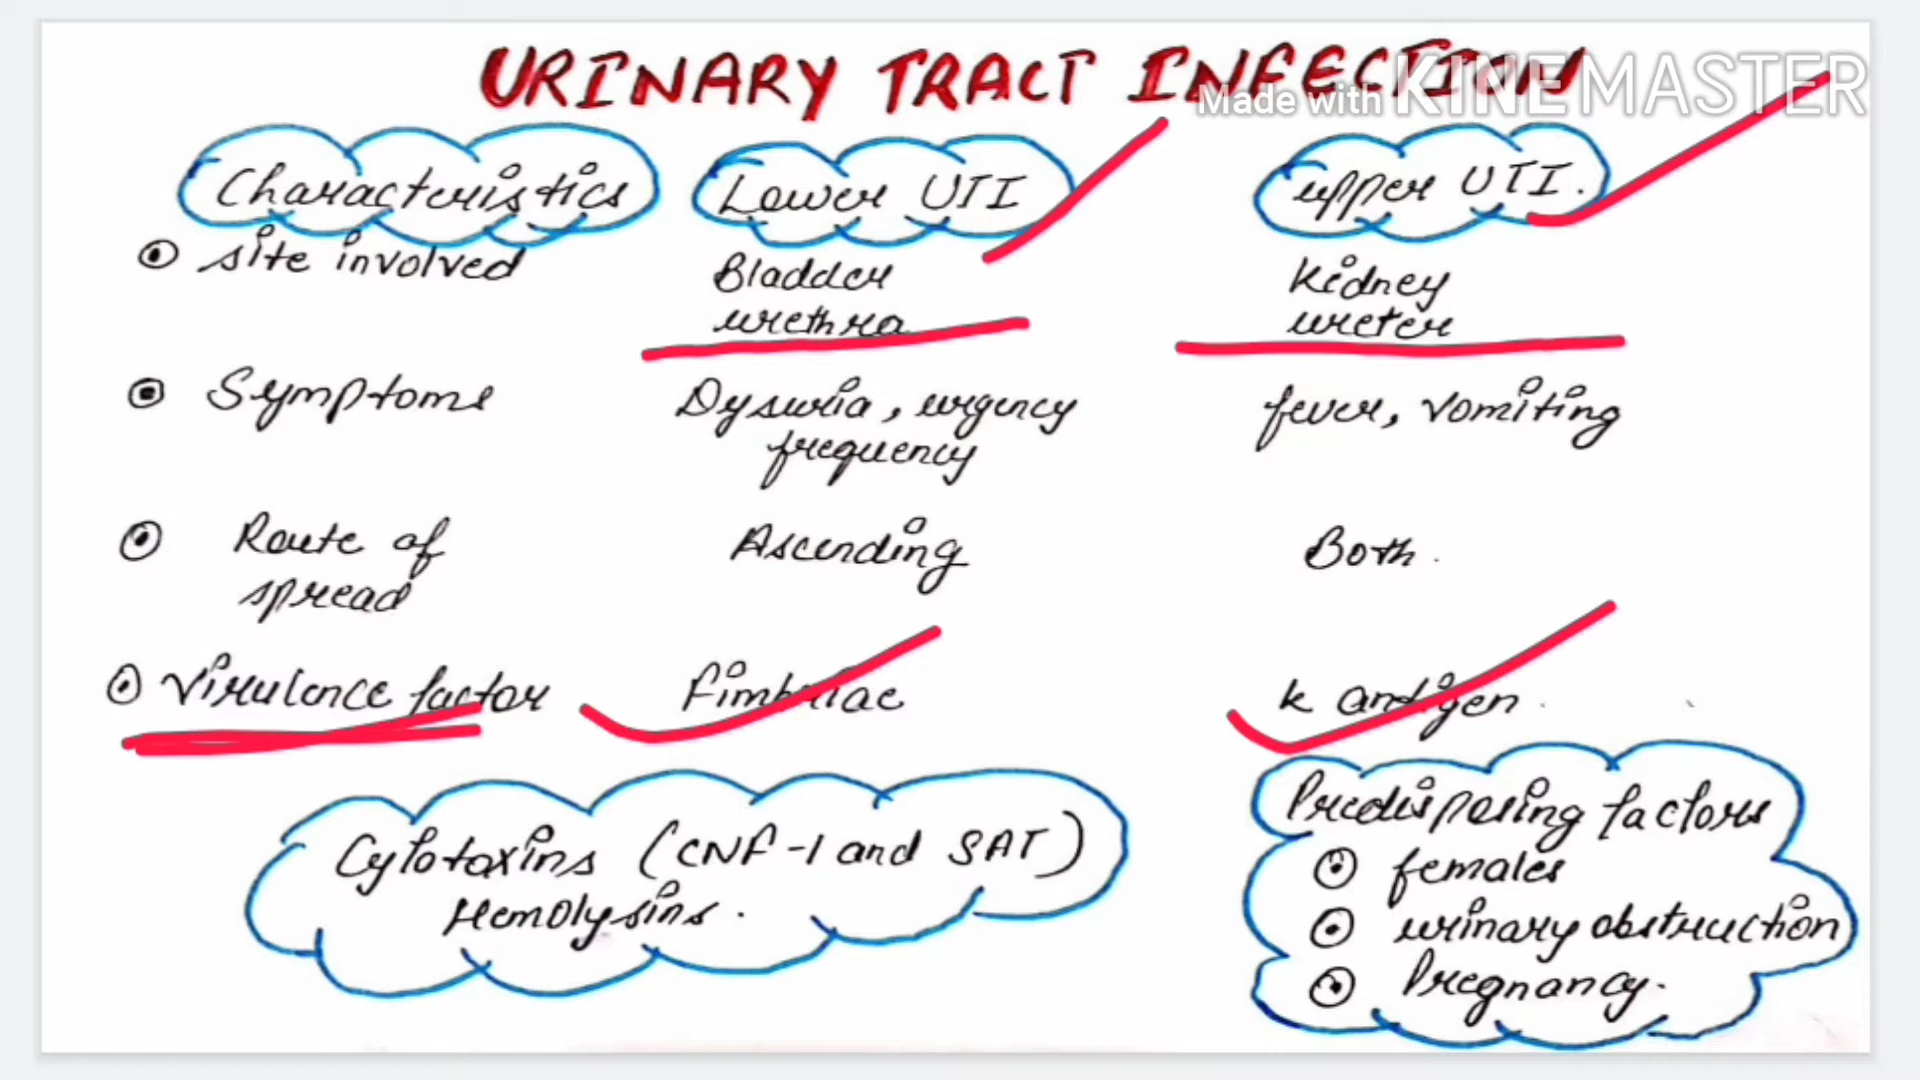 URINARY TRACT INFECTION
Made with KINEMASTER
Characteristics Lower UTI upper UTI.
site involved Bladder Kidney
urethra ureter
Symptoms Dysuria, urgency fever, vomiting
frequency
Route of Ascending Both.
spread
Virulence factor fimbriae k antigen.
Cytotoxins (CNF-1 and SAT)
Hemolysins.
Predisposing factors
females
urinary obstruction
Pregnancy.